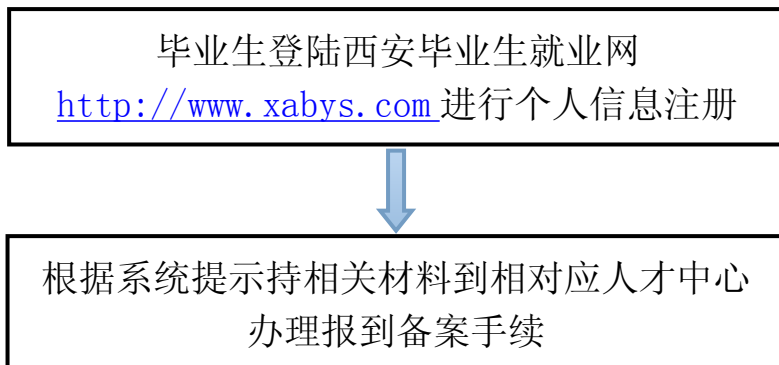 毕业生登陆西安毕业生就业网
http://www.xabys.com 进行个人信息注册
根据系统提示持相关材料到相对应人才中心
办理报到备案手续